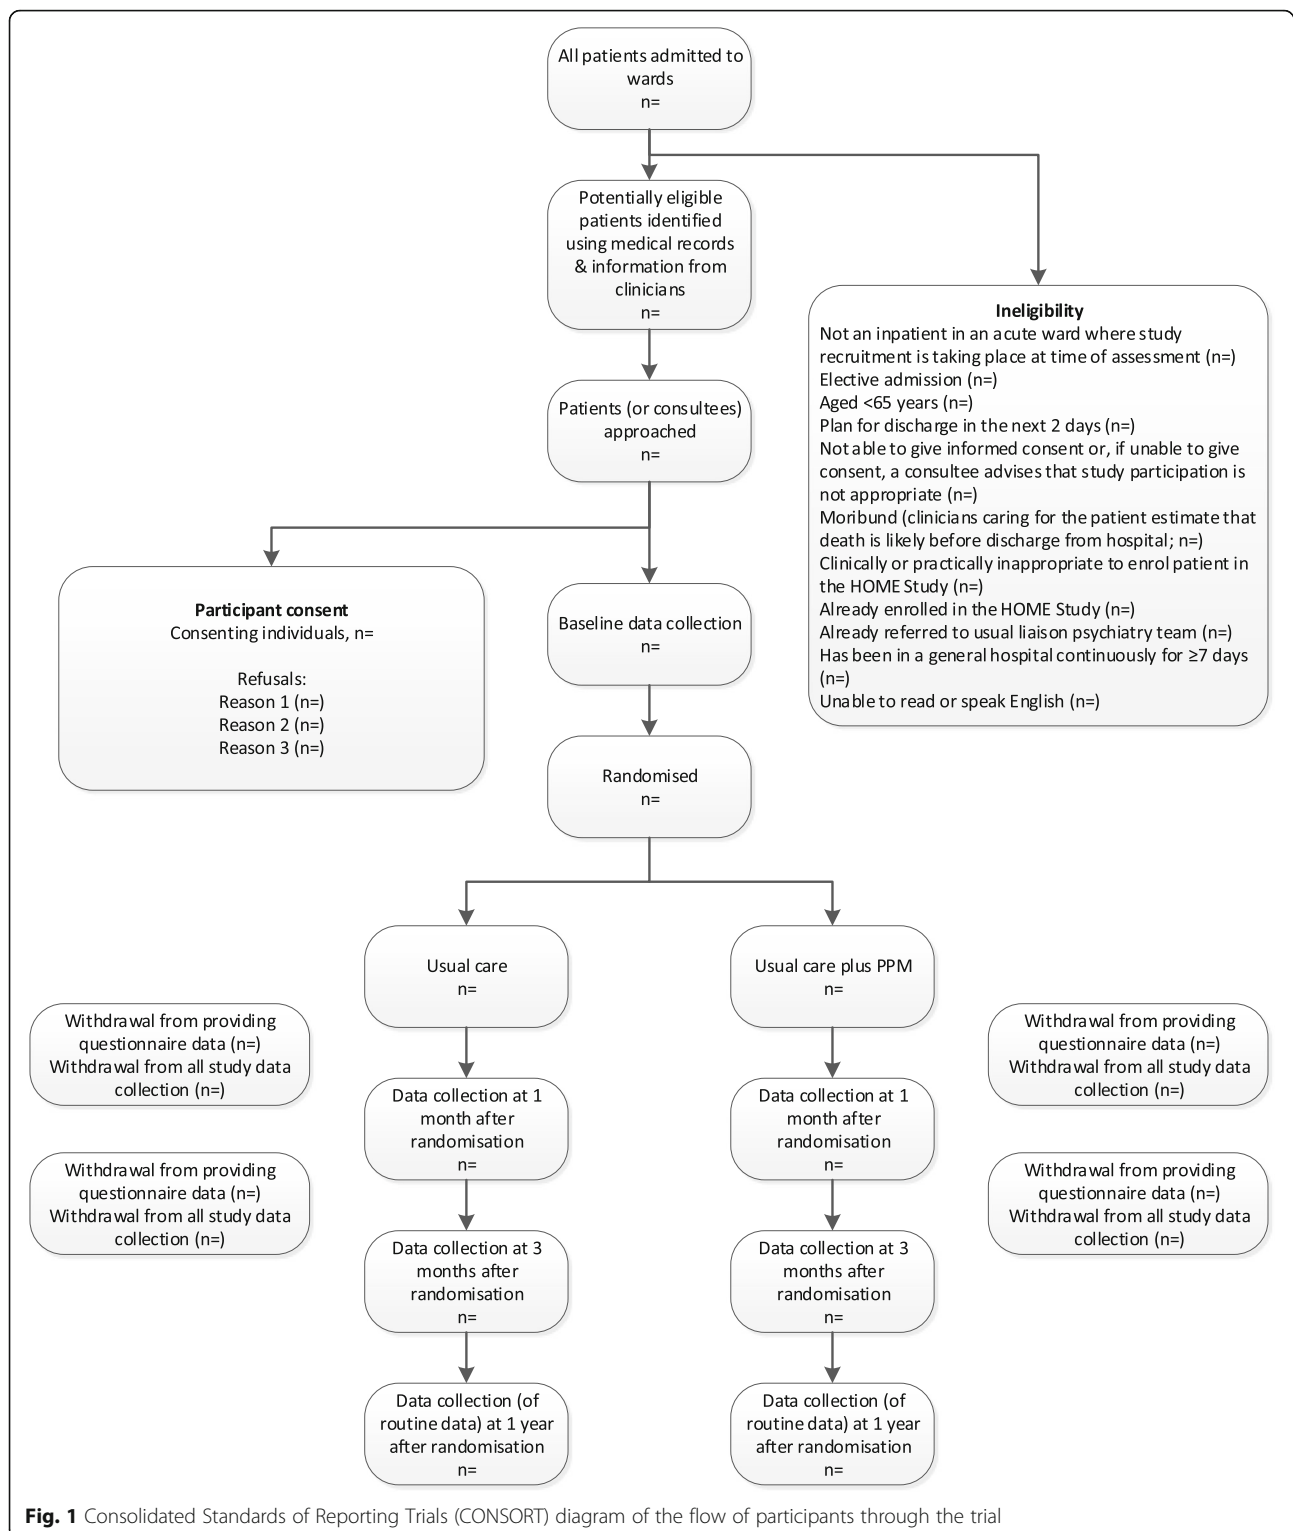 All patients admitted to
wards
n=
Potentially eligible
patients identified
using medical records
& information from
clinicians
n=
Ineligibility
Not an inpatient in an acute ward where study
recruitment is taking place at time of assessment (n=)
Elective admission (n=)
Aged <65 years (n=)
Plan for discharge in the next 2 days (n=)
Not able to give informed consent or, if unable to give
consent, a consultee advises that study participation is
not appropriate (n=)
Moribund (clinicians caring for the patient estimate that
death is likely before discharge from hospital; n=)
Clinically or practically inappropriate to enrol patient in
the HOME Study (n=)
Already enrolled in the HOME Study (n=)
Already referred to usual liaison psychiatry team (n=)
Has been in a general hospital continuously for ≥7 days
(n=)
Unable to read or speak English (n=)
Patients (or consultees)
approached
n=
Participant consent
Consenting individuals, n=
Refusals:
Reason 1 (n=)
Reason 2 (n=)
Reason 3 (n=)
Baseline data collection
n=
Randomised
n=
Usual care
n=
Usual care plus PPM
n=
Withdrawal from providing
questionnaire data (n=)
Withdrawal from all study data
collection (n=)
Withdrawal from providing
questionnaire data (n=)
Withdrawal from all study data
collection (n=)
Data collection at 1
month after
randomisation
n=
Data collection at 1
month after
randomisation
n=
Withdrawal from providing
questionnaire data (n=)
Withdrawal from all study data
collection (n=)
Withdrawal from providing
questionnaire data (n=)
Withdrawal from all study data
collection (n=)
Data collection at 3
months after
randomisation
n=
Data collection at 3
months after
randomisation
n=
Data collection (of
routine data) at 1 year
after randomisation
n=
Data collection (of
routine data) at 1 year
after randomisation
n=
Fig. 1 Consolidated Standards of Reporting Trials (CONSORT) diagram of the flow of participants through the trial